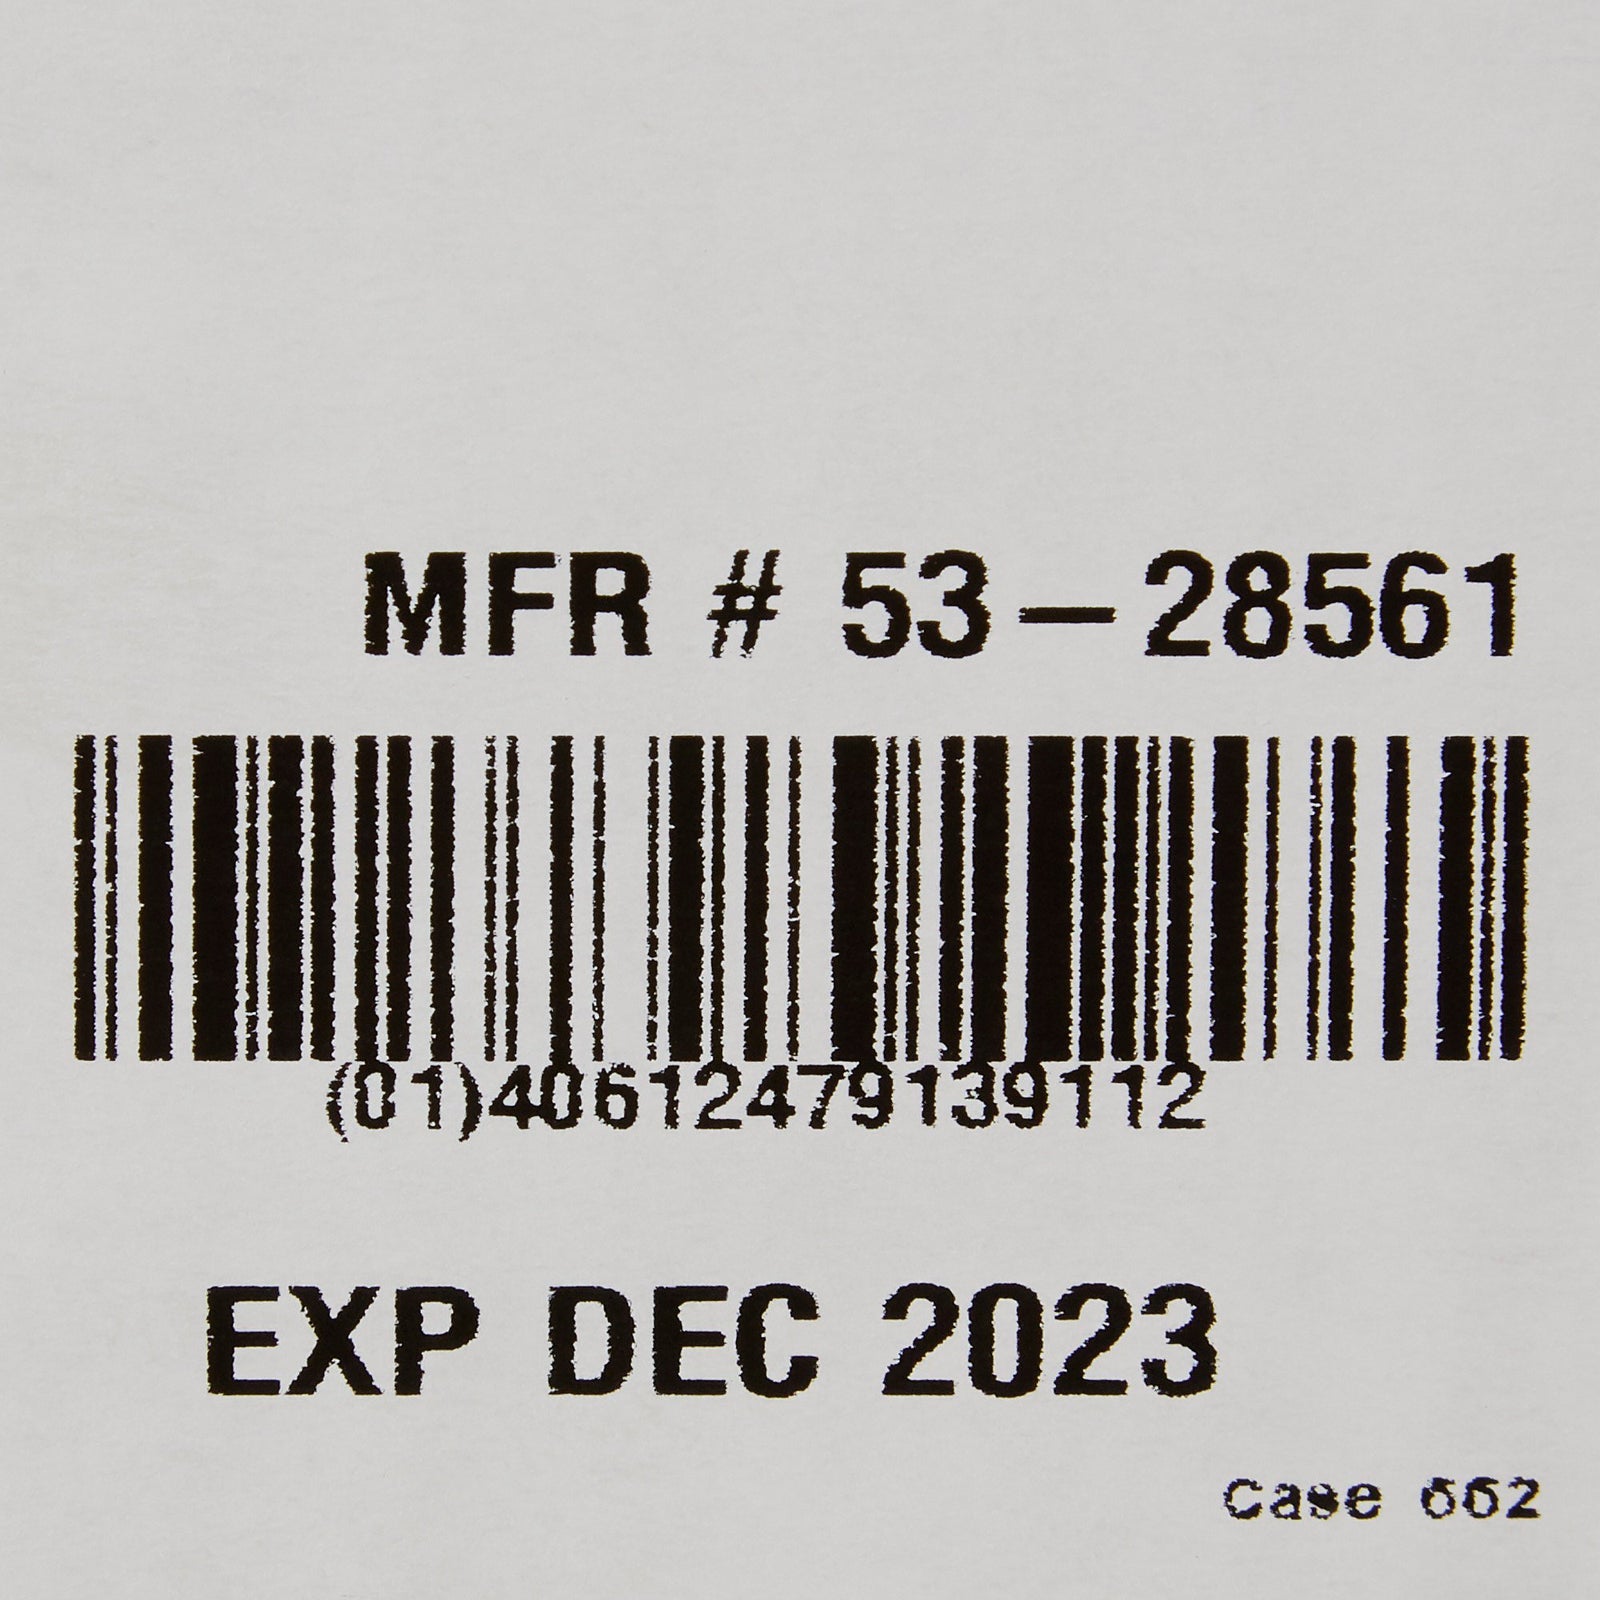 MFR # 53-28561
(01)40612479139112
EXP DEC 2023
Case 662